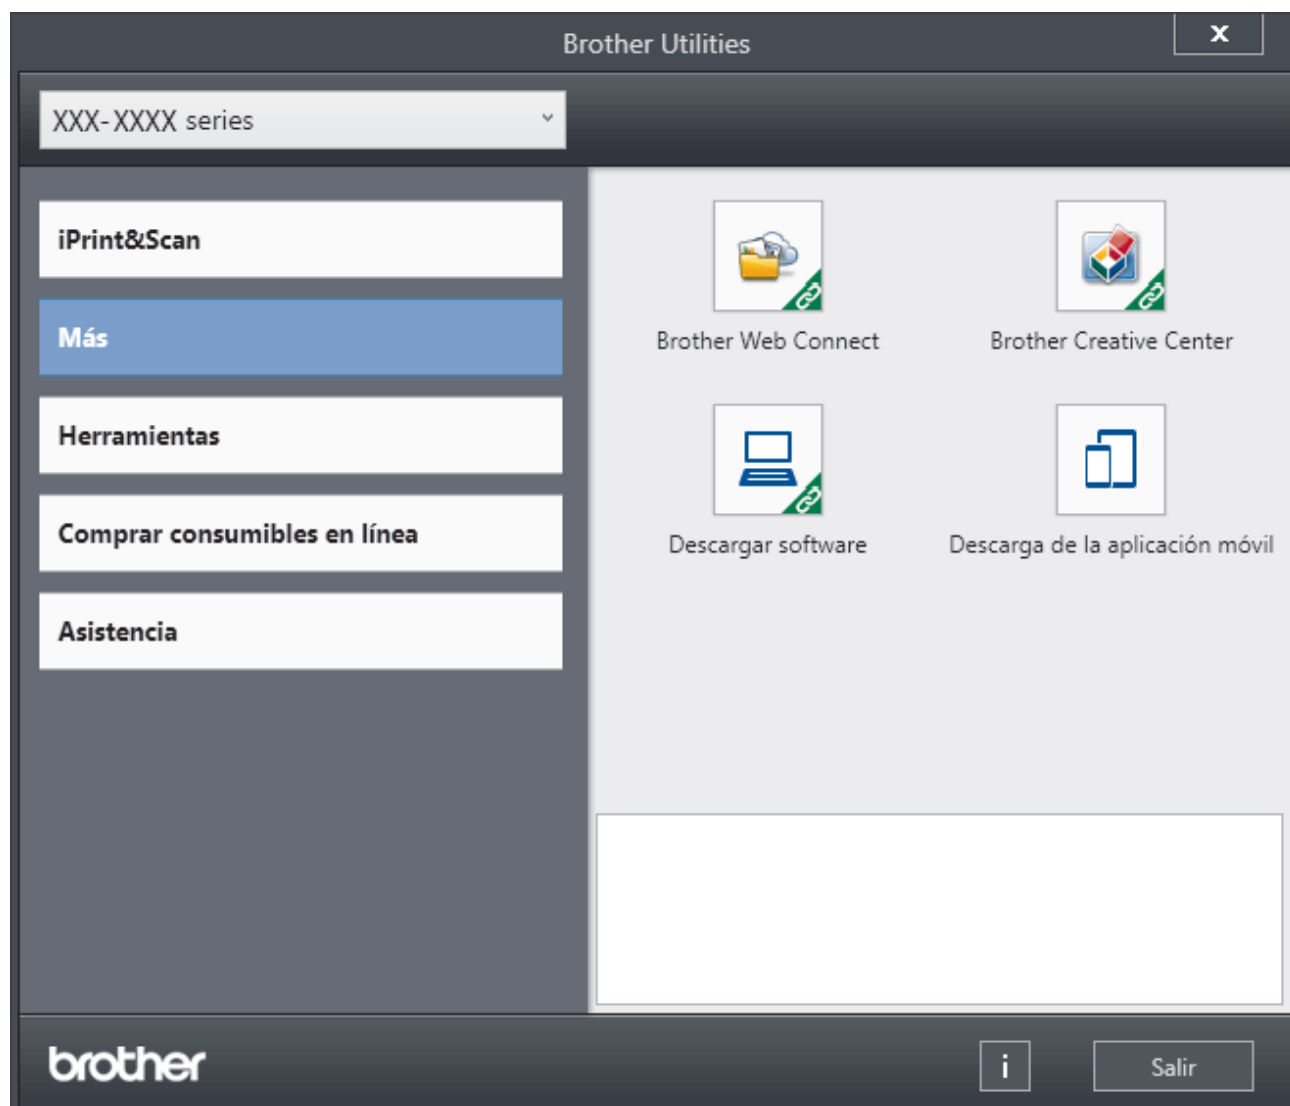 Brother Utilities
x
XXX-XXXX series
iPrint&Scan
Más
Herramientas
Comprar consumibles en línea
Asistencia
Brother Web Connect
Brother Creative Center
Descargar software
Descarga de la aplicación móvil
brother
i
Salir